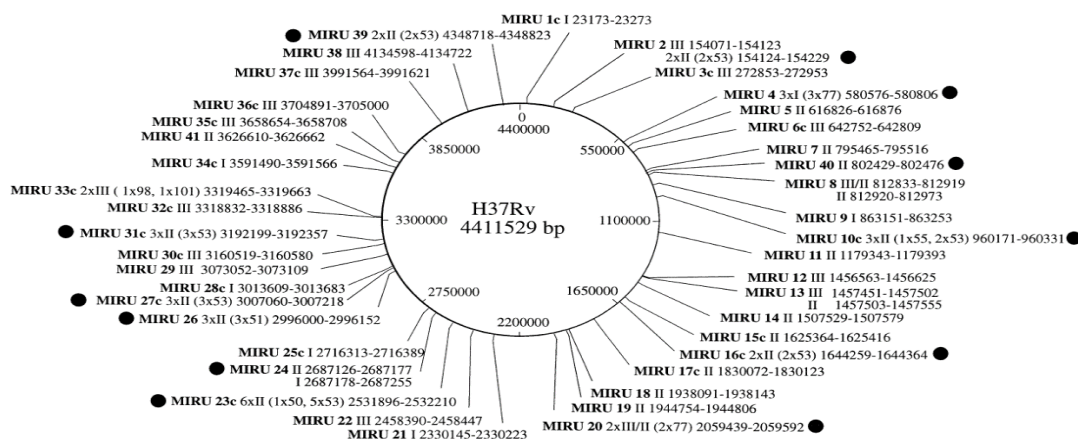 MIRU 1c I 23173-23273
MIRU 2 III 154071-154123
2xII (2x53) 154124-154229
MIRU 3c III 272853-272953
MIRU 4 3xI (3x77) 580576-580806
MIRU 5 II 616826-616876
MIRU 6c III 642752-642809
MIRU 7 II 795465-795516
MIRU 40 II 802429-802476
MIRU 8 III/II 812833-812919
II 812920-812973
MIRU 9 I 863151-863253
MIRU 10c 3xII (1x55, 2x53) 960171-960331
MIRU 11 II 1179343-1179393
MIRU 12 III 1456563-1456625
MIRU 13 III 1457451-1457502
II 1457503-1457555
MIRU 14 II 1507529-1507579
MIRU 15c II 1625364-1625416
MIRU 16c 2xII (2x53) 1644259-1644364
MIRU 17c II 1830072-1830123
MIRU 18 II 1938091-1938143
MIRU 19 II 1944754-1944806
MIRU 20 2xIII/II (2x77) 2059439-2059592
MIRU 21 I 2330145-2330223
MIRU 22 III 2458390-2458447
MIRU 23c 6xII (1x50, 5x53) 2531896-2532210
MIRU 24 II 2687126-2687177
I 2687178-2687255
MIRU 25c I 2716313-2716389
MIRU 26 3xII (3x51) 2996000-2996152
MIRU 27c 3xII (3x53) 3007060-3007218
MIRU 28c I 3013609-3013683
MIRU 29 III 3073052-3073109
MIRU 30c III 3160519-3160580
MIRU 31c 3xII (3x53) 3192199-3192357
MIRU 32c III 3318832-3318886
MIRU 33c 2xIII ( 1x98, 1x101) 3319465-3319663
MIRU 34c I 3591490-3591566
MIRU 41 II 3626610-3626662
MIRU 35c III 3658654-3658708
MIRU 36c III 3704891-3705000
MIRU 37c III 3991564-3991621
MIRU 38 III 4134598-4134722
MIRU 39 2xII (2x53) 4348718-4348823
0
4400000
550000
1100000
1650000
2200000
2750000
3300000
3850000
H37Rv
4411529 bp